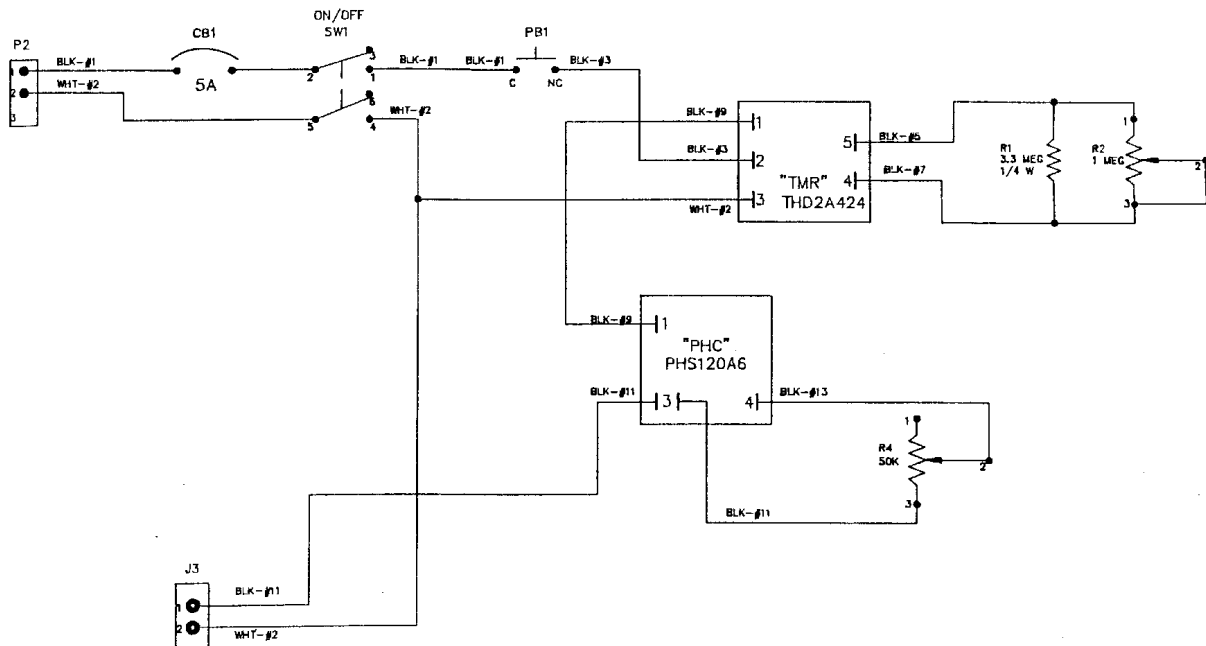 P2
1
2
3
BLK-#1
WHT-#2
CB1
5A
ON/OFF
SW1
2
3
1
5
6
4
BLK-#1
BLK-#1
WHT-#2
PB1
C
NC
BLK-#3
BLK-#9
BLK-#3
WHT-#2
1
2
3
5
4
"TMR"
THD2A424
BLK-#7
R1
3.3 MEG
1/4 W
R2
1 MEG
1
2
3
BLK-#9
1
"PHC"
PHS120A6
BLK-#11
3
4
BLK-#13
1
R4
50K
2
3
BLK-#11
J3
1
2
BLK-#11
WHT-#2